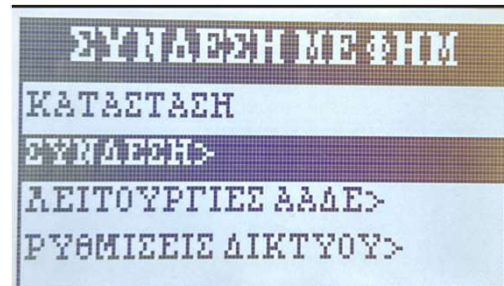 ΣΥΝΔΕΣΗ ΜΕ ΦΗΜ
ΚΑΤΑΣΤΑΣΗ
ΣΥΝΔΕΣΗ>
ΛΕΙΤΟΥΡΓΙΕΣ ΑΑΔΕ>
ΡΥΘΜΙΣΕΙΣ ΔΙΚΤΥΟΥ>